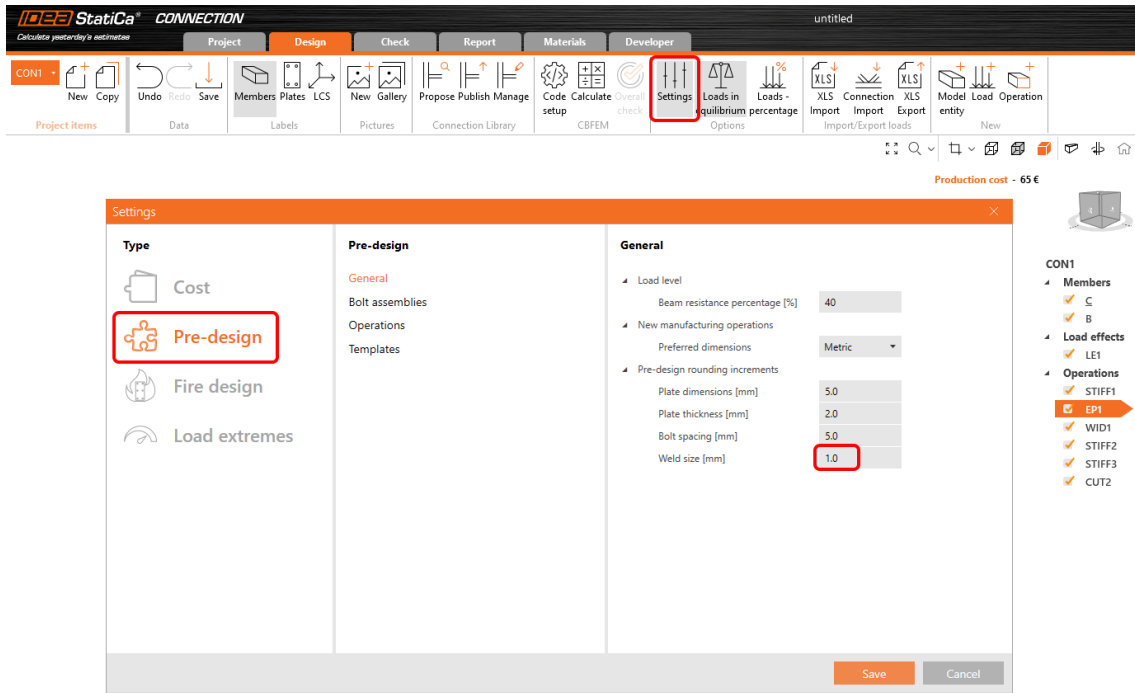 IDEA StatiCa® CONNECTION
untitled
Calculate yesterday's estimates
Project Design Check Report Materials Developer
CON1
New Copy Undo Redo Save Members Plates LCS New Gallery Propose Publish Manage Code setup Calculate Overall check Settings Loads in equilibrium Loads - percentage XLS Import Connection Import XLS Export Model entity Load Operation
Project items Data Labels Pictures Connection Library CBFEM Options Import/Export loads New
Production cost - 65 €
Settings
Type
Cost
Pre-design
Fire design
Load extremes
Pre-design
General
Bolt assemblies
Operations
Templates
General
Load level
Beam resistance percentage [%] 40
New manufacturing operations
Preferred dimensions Metric
Pre-design rounding increments
Plate dimensions [mm] 5.0
Plate thickness [mm] 2.0
Bolt spacing [mm] 5.0
Weld size [mm] 1.0
Save Cancel
CON1
Members
C
B
Load effects
LE1
Operations
STIFF1
EP1
WID1
STIFF2
STIFF3
CUT2